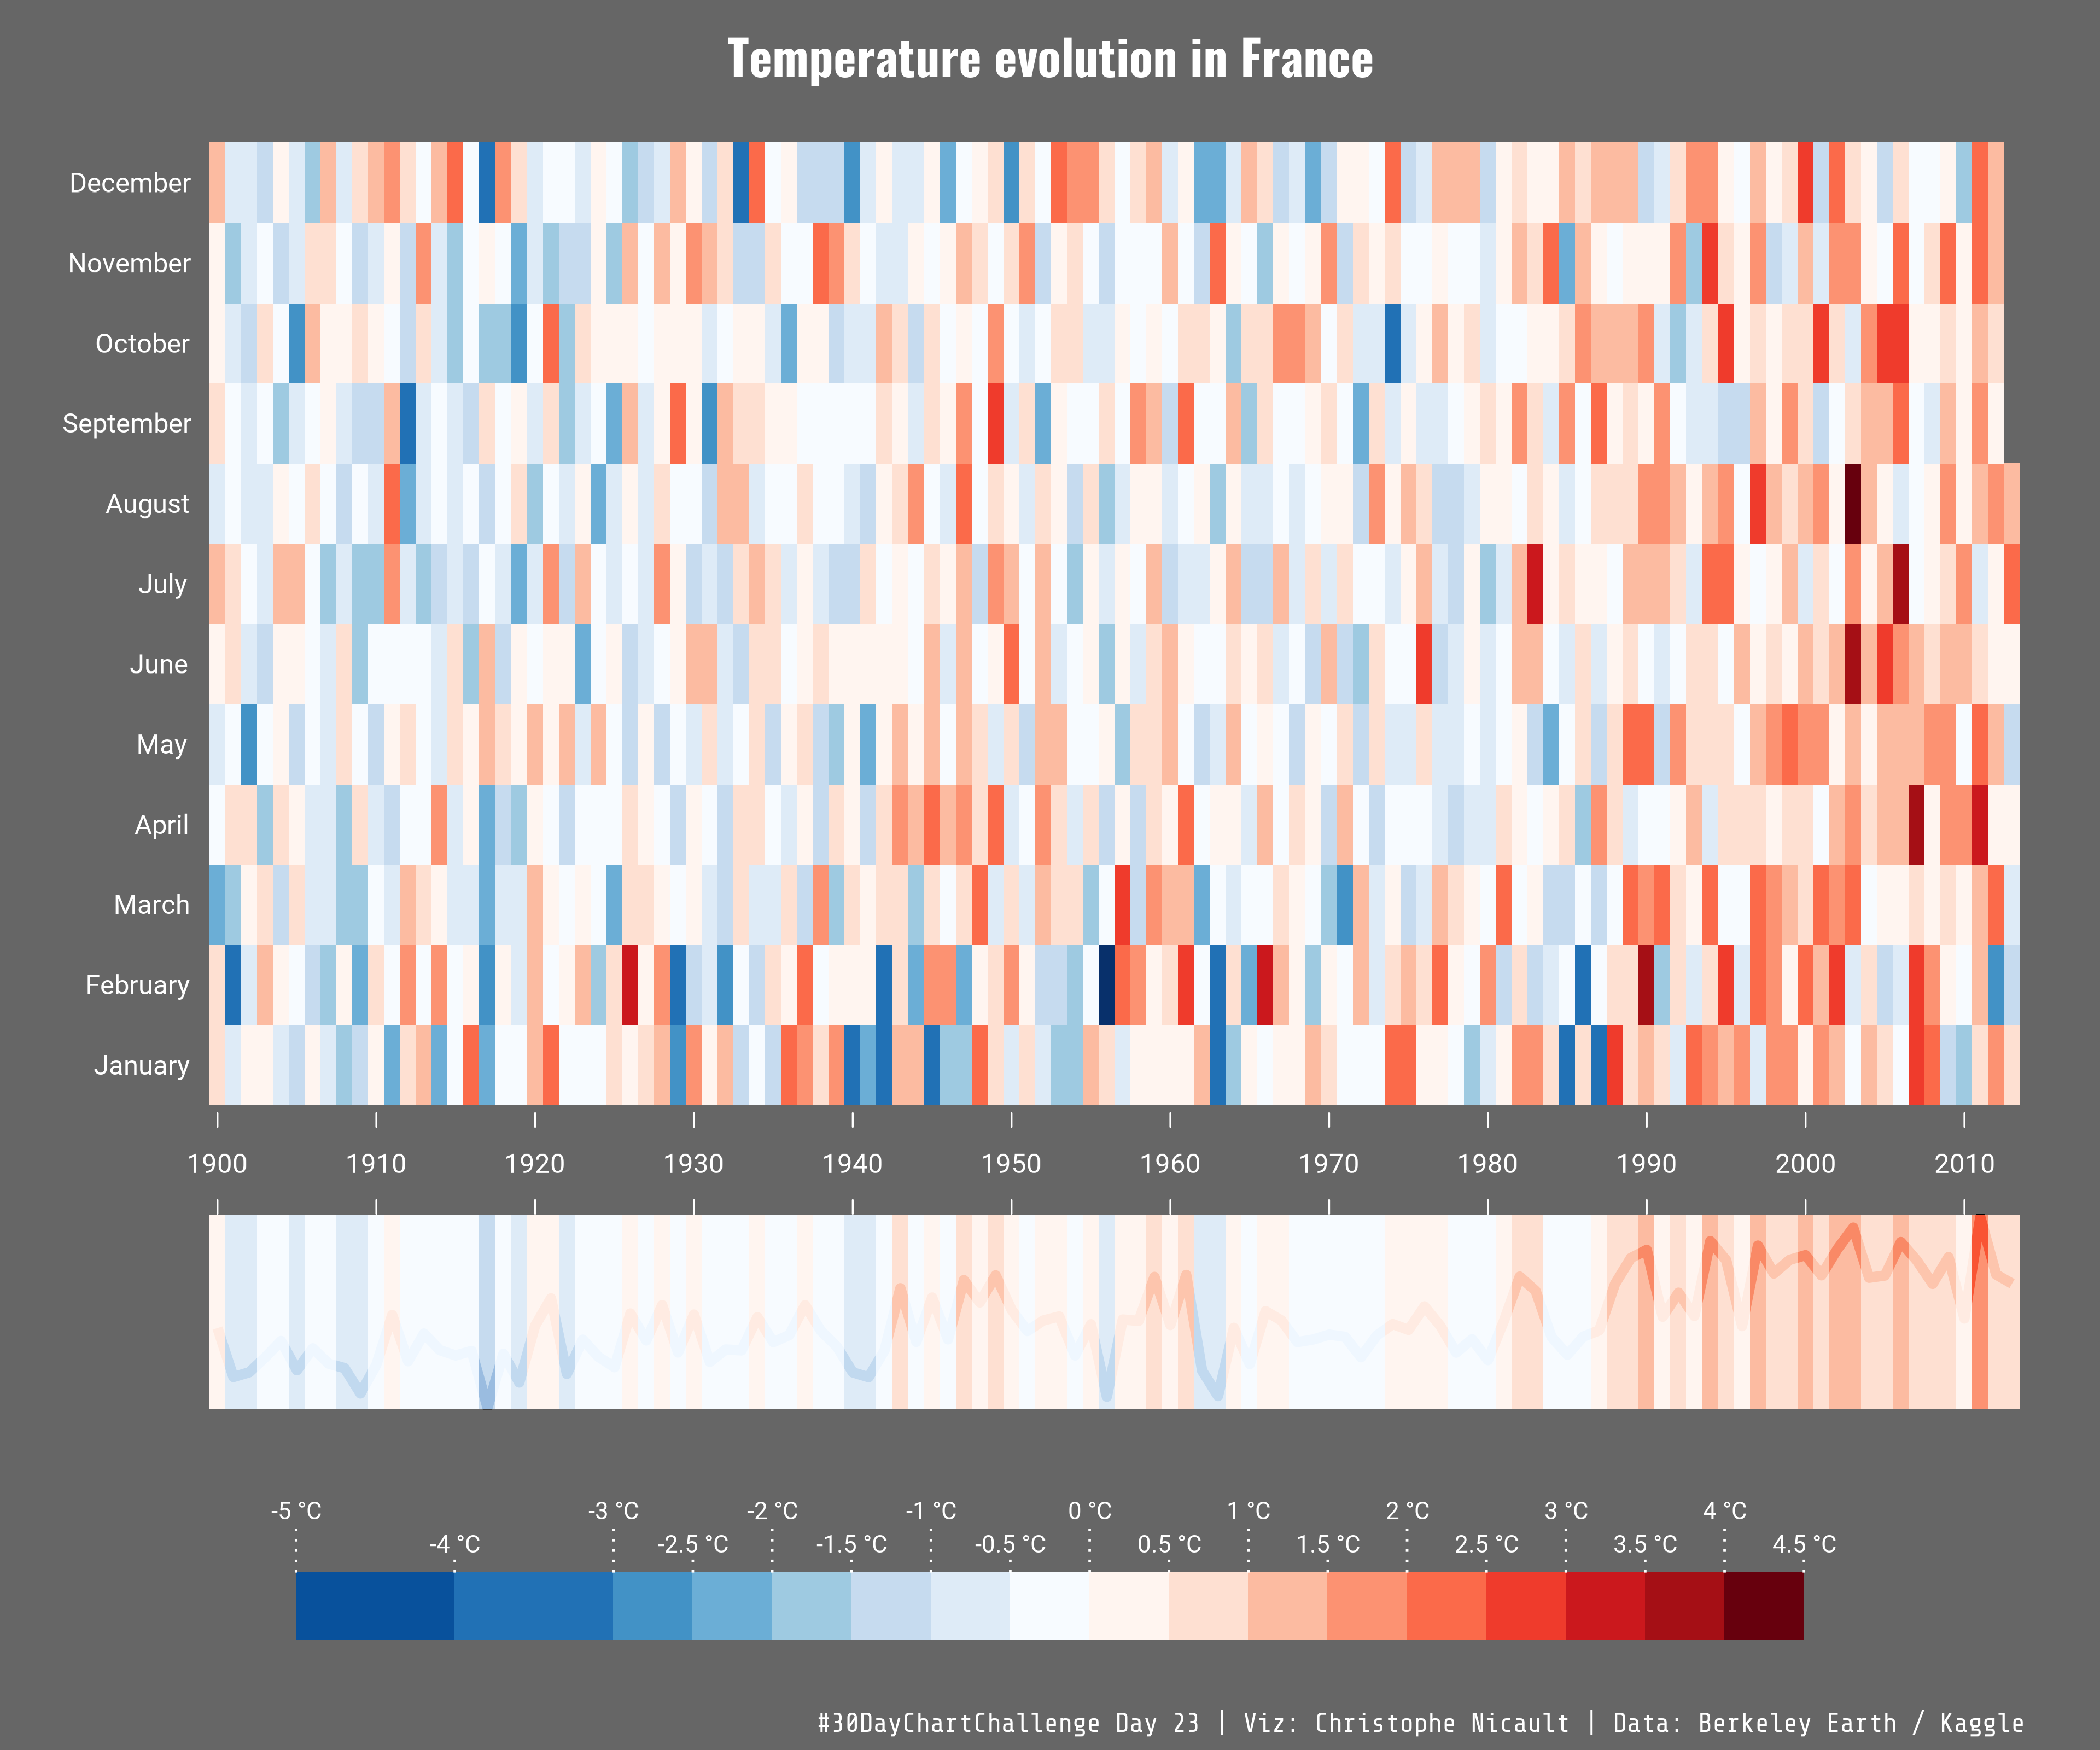 Temperature evolution in France
December
November
October
September
August
July
June
May
April
March
February
January
1900 1910 1920 1930 1940 1950 1960 1970 1980 1990 2000 2010
-5 °C -3 °C -2 °C -1 °C 0 °C 1 °C 2 °C 3 °C 4 °C
-4 °C -2.5 °C -1.5 °C -0.5 °C 0.5 °C 1.5 °C 2.5 °C 3.5 °C 4.5 °C
#30DayChartChallenge Day 23 | Viz: Christophe Nicault | Data: Berkeley Earth / Kaggle